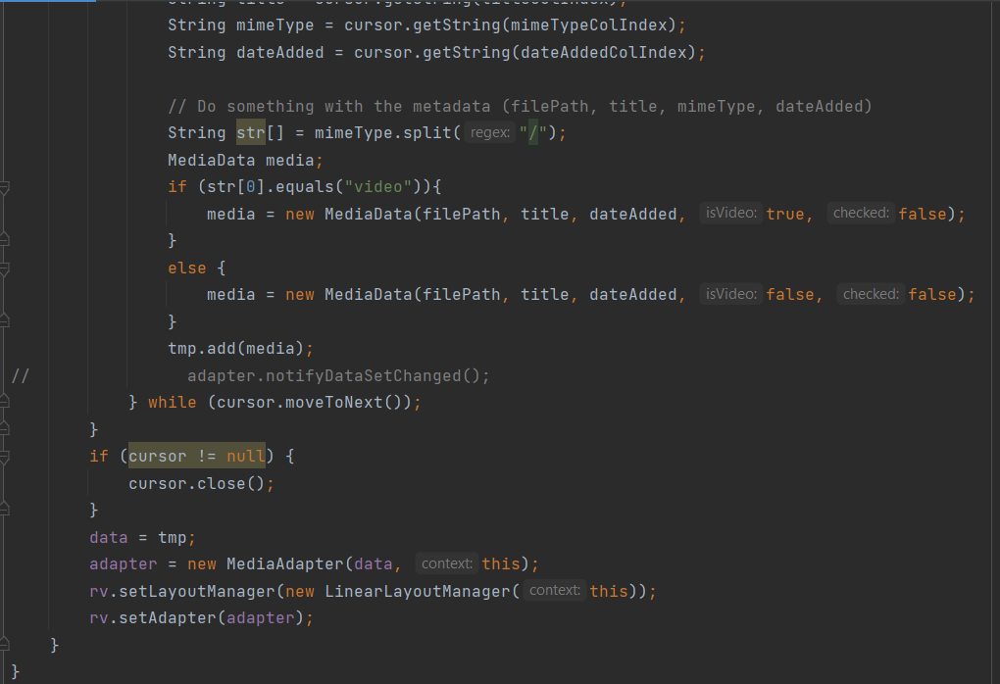 String title = cursor.getString(titleColIndex);
String mimeType = cursor.getString(mimeTypeColIndex);
String dateAdded = cursor.getString(dateAddedColIndex);
// Do something with the metadata (filePath, title, mimeType, dateAdded)
String str[] = mimeType.split( regex: "/");
MediaData media;
if (str[0].equals("video")){
media = new MediaData(filePath, title, dateAdded, isVideo: true, checked: false);
}
else {
media = new MediaData(filePath, title, dateAdded, isVideo: false, checked: false);
}
tmp.add(media);
// adapter.notifyDataSetChanged();
} while (cursor.moveToNext());
}
if (cursor != null) {
cursor.close();
}
data = tmp;
adapter = new MediaAdapter(data, context: this);
rv.setLayoutManager(new LinearLayoutManager( context: this));
rv.setAdapter(adapter);
}
}